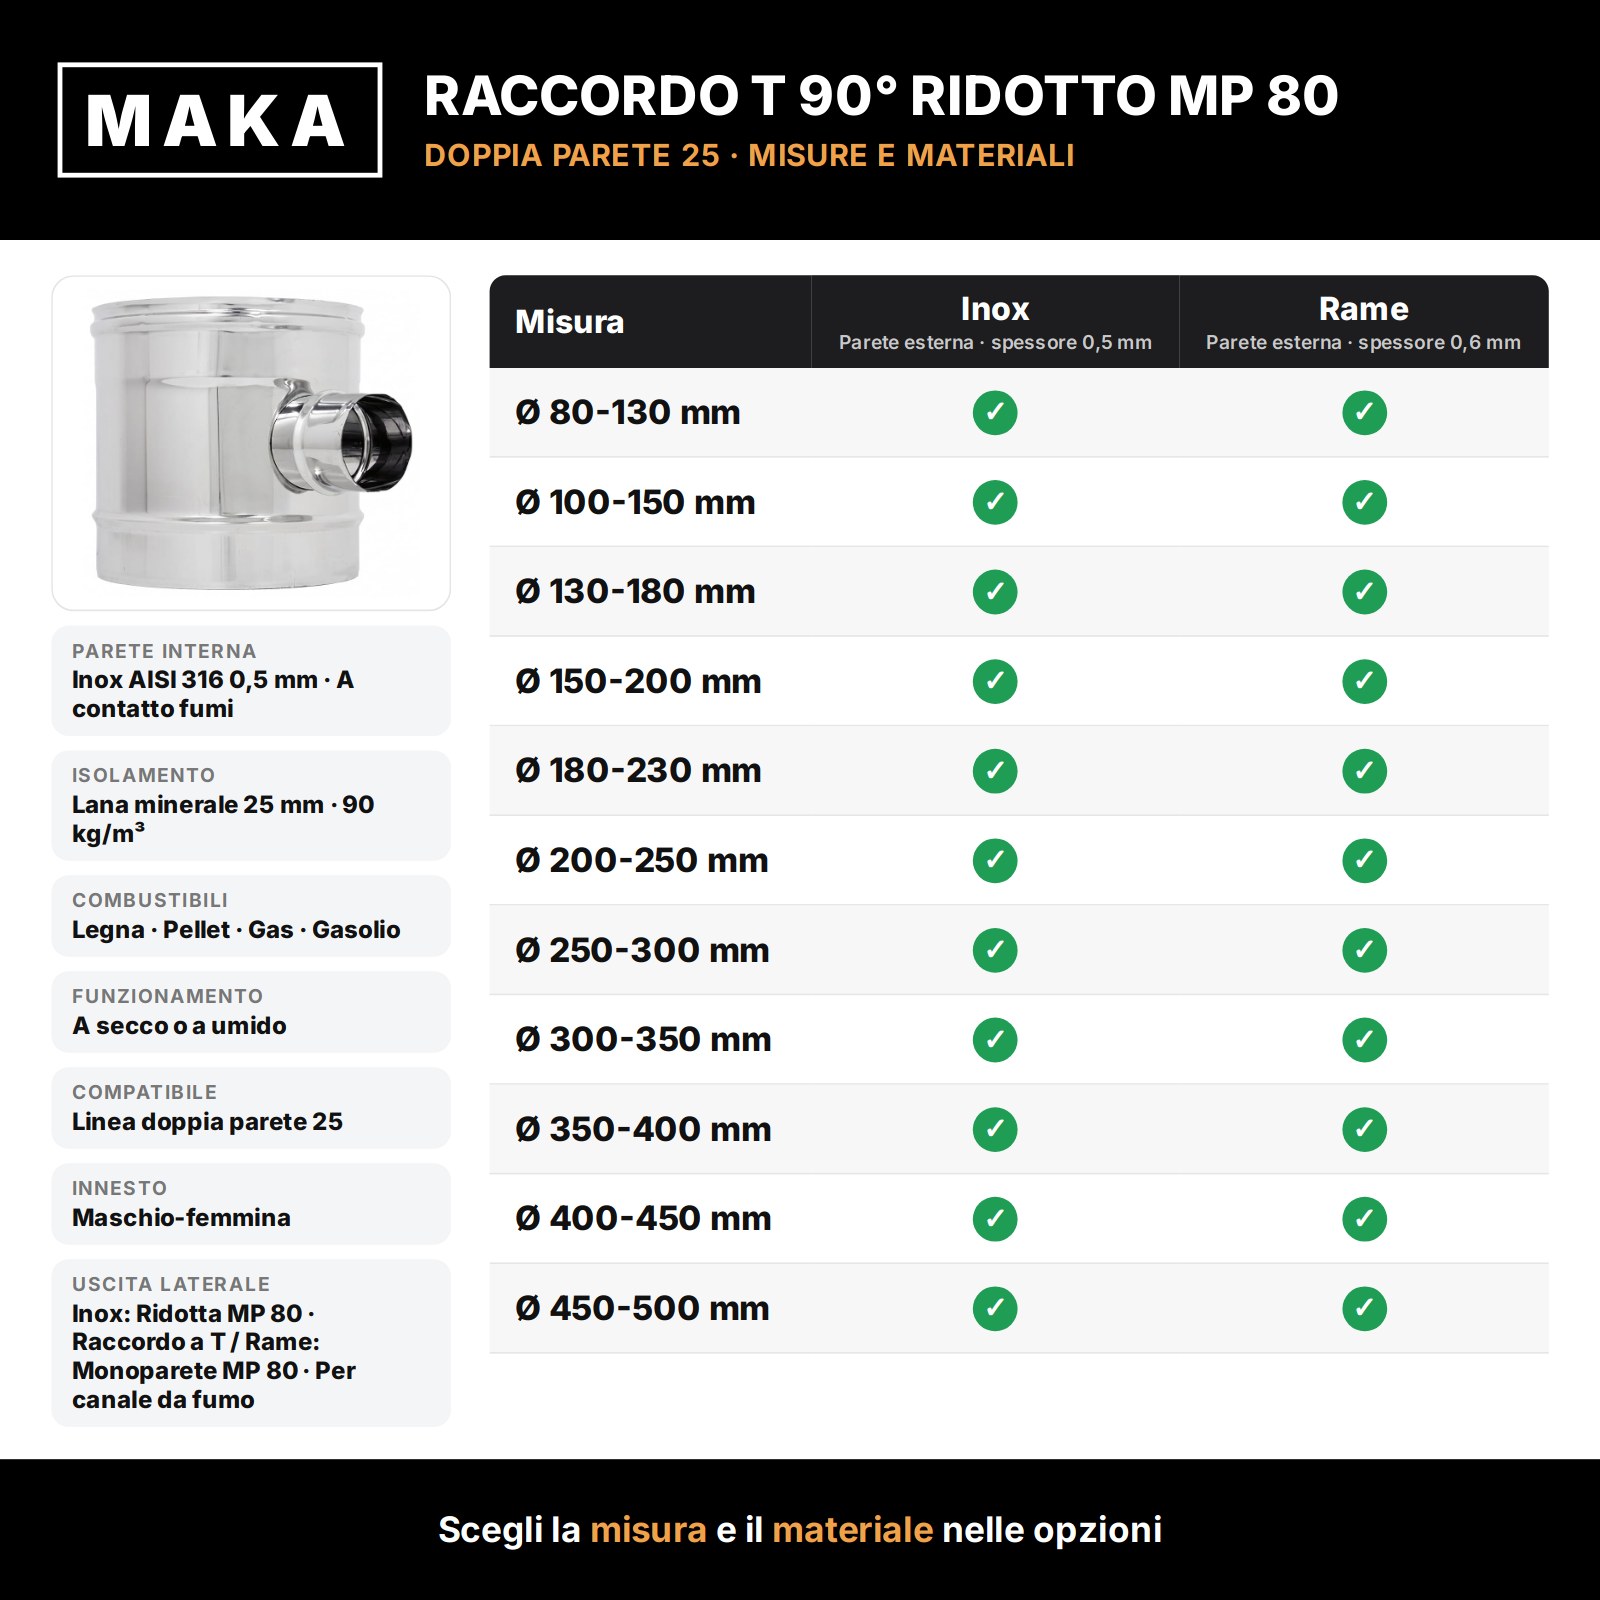 MAKA
RACCORDO T 90° RIDOTTO MP 80
DOPPIA PARETE 25 · MISURE E MATERIALI
PARETE INTERNA
Inox AISI 316 0,5 mm · A
contatto fumi
ISOLAMENTO
Lana minerale 25 mm · 90
kg/m³
COMBUSTIBILI
Legna · Pellet · Gas · Gasolio
FUNZIONAMENTO
A secco o a umido
COMPATIBILE
Linea doppia parete 25
INNESTO
Maschio-femmina
USCITA LATERALE
Inox: Ridotta MP 80 ·
Raccordo a T / Rame:
Monoparete MP 80 · Per
canale da fumo
Misura Inox Rame
Parete esterna · spessore 0,5 mm Parete esterna · spessore 0,6 mm
Ø 80-130 mm ✓ ✓
Ø 100-150 mm ✓ ✓
Ø 130-180 mm ✓ ✓
Ø 150-200 mm ✓ ✓
Ø 180-230 mm ✓ ✓
Ø 200-250 mm ✓ ✓
Ø 250-300 mm ✓ ✓
Ø 300-350 mm ✓ ✓
Ø 350-400 mm ✓ ✓
Ø 400-450 mm ✓ ✓
Ø 450-500 mm ✓ ✓
Scegli la misura e il materiale nelle opzioni